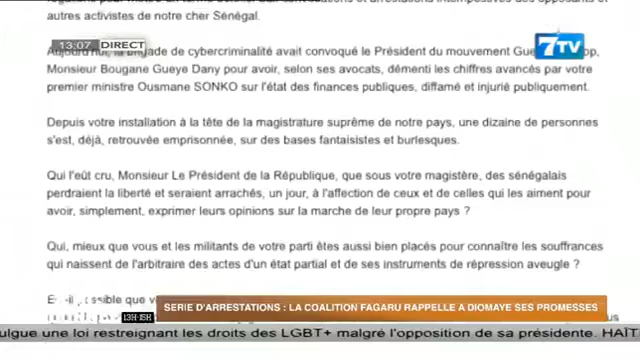 autres activistes de notre cher Sénégal.
13:07 DIRECT
la brigade de cybercriminalité avait convoqué le Président du mouvement
7TV
Monsieur Bougane Gueye Dany pour avoir, selon ses avocats, démenti les chiffres avancés par votre
premier ministre Ousmane SONKO sur l'état des finances publiques, diffamé et injurié publiquement.
Depuis votre installation à la tête de la magistrature suprême de notre pays, une dizaine de personnes
s'est, déjà, retrouvée emprisonnée, sur des bases fantaisistes et burlesques.
Qui l'eût cru, Monsieur Le Président de la République, que sous votre magistère, des sénégalais
perdraient la liberté et seraient arrachés, un jour, à l'affection de ceux et de celles qui les aiment pour
avoir, simplement, exprimer leurs opinions sur la marche de leur propre pays ?
Qui, mieux que vous et les militants de votre parti êtes aussi bien placés pour connaître les souffrances
qui naissent de l'arbitraire des actes d'un état partial et de ses instruments de répression aveugle ?
que
SERIE D'ARRESTATIONS : LA COALITION FAGARU RAPPELLE A DIOMAYE SES PROMESSES
13H-15H
ulgue une loi restreignant les droits des LGBT+ malgré l'opposition de sa présidente. HAÏT